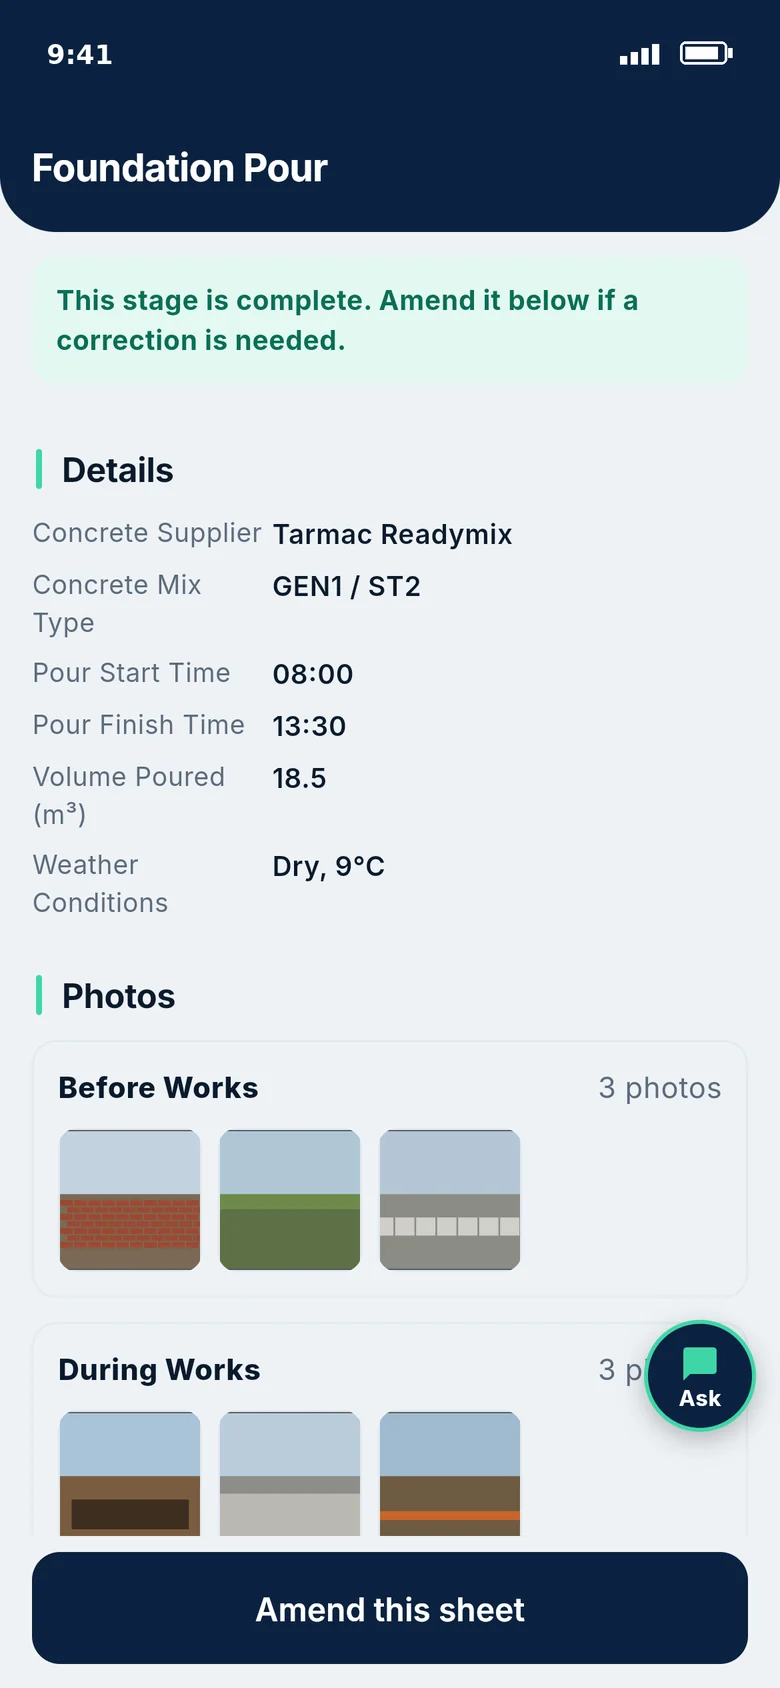 9:41
Foundation Pour
This stage is complete. Amend it below if a
correction is needed.
Details
Concrete Supplier Tarmac Readymix
Concrete Mix GEN1 / ST2
Type
Pour Start Time 08:00
Pour Finish Time 13:30
Volume Poured 18.5
(m³)
Weather Dry, 9°C
Conditions
Photos
Before Works 3 photos
During Works 3
Ask
Amend this sheet